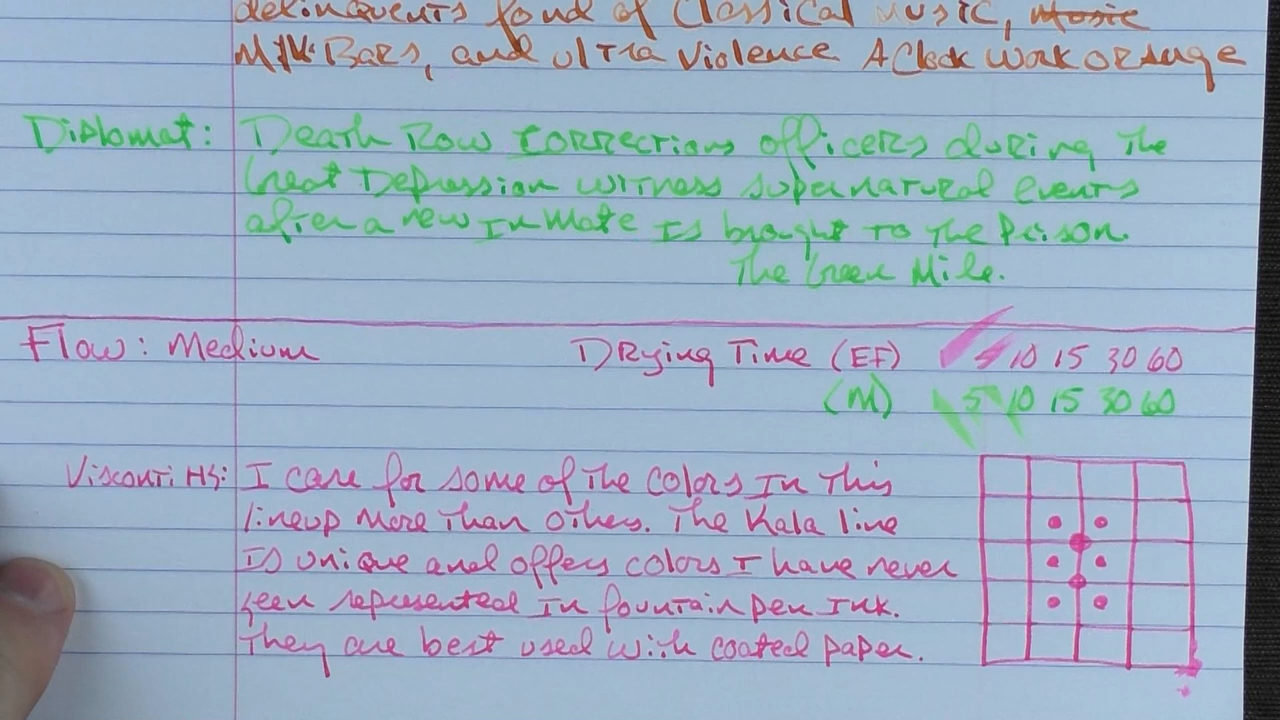 delinquents fond of Classical Music, Music
Milk Bars, and ultra Violence A Clock Work Orange
Diplomat: Death Row Corrections officers during The
Great Depression witness supernatural events
after a new Inmate Is brought to The Prison.
The Green Mile.
Flow: Medium Drying Time (EF) 5 10 15 30 60
(M) 5 10 15 30 60
Visconti HS: I care for some of The colors In This
lineup More Than Others. The Kala line
Is unique and offers colors I have never
seen represented In fountain pen Ink.
They are best used with coated paper.